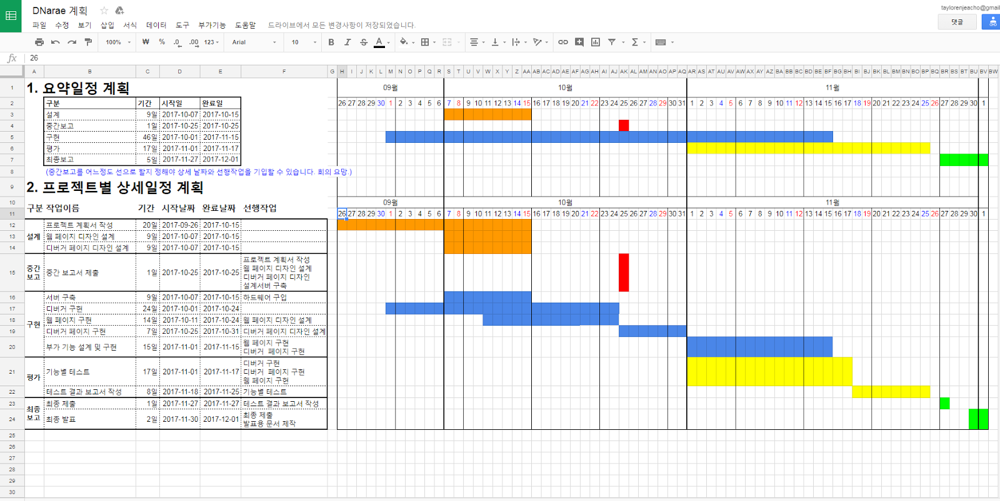 DNarae 계획
taylorenjeacho@gmail
파일 수정 보기 삽입 서식 데이터 도구 부가기능 도움말 드라이브에서 모든 변경사항이 저장되었습니다.
댓글
100% ₩ % .0 .00 123 Arial 10 B I S A
fx 26
A B C D E F G H I J K L M N O P Q R S T U V W X Y Z AA AB AC AD AE AF AG AH AI AJ AK AL AM AN AO AP AQ AR AS AT AU AV AW AX AY AZ BA BB BC BD BE BF BG BH BI BJ BK BL BM BN BO BP BQ BR BS BT BU BV BW
1 1. 요약일정 계획 09월 10월 11월
2 구분 기간 시작일 완료일 26 27 28 29 30 1 2 3 4 5 6 7 8 9 10 11 12 13 14 15 16 17 18 19 20 21 22 23 24 25 26 27 28 29 30 31 1 2 3 4 5 6 7 8 9 10 11 12 13 14 15 16 17 18 19 20 21 22 23 24 25 26 27 28 29 30 1
3 설계 9일 2017-10-07 2017-10-15
4 중간보고 1일 2017-10-25 2017-10-25
5 구현 46일 2017-10-01 2017-11-15
6 평가 17일 2017-11-01 2017-11-17
7 최종보고 5일 2017-11-27 2017-12-01
8 (중간보고를 어느정도 선으로 할지 정해야 상세 날짜와 선행작업을 기입할 수 있습니다. 회의 요망.)
9 2. 프로젝트별 상세일정 계획
10 09월 10월 11월
구분 작업이름 기간 시작날짜 완료날짜 선행작업
11 26 27 28 29 30 1 2 3 4 5 6 7 8 9 10 11 12 13 14 15 16 17 18 19 20 21 22 23 24 25 26 27 28 29 30 31 1 2 3 4 5 6 7 8 9 10 11 12 13 14 15 16 17 18 19 20 21 22 23 24 25 26 27 28 29 30 1
12 프로젝트 계획서 작성 20일 2017-09-26 2017-10-15
13 설계 웹 페이지 디자인 설계 9일 2017-10-07 2017-10-15
14 디버거 페이지 디자인 설계 9일 2017-10-07 2017-10-15
15 중간 보고 중간 보고서 제출 1일 2017-10-25 2017-10-25 프로젝트 계획서 작성
웹 페이지 디자인 설계
디버거 페이지 디자인
설계서버 구축
16 서버 구축 9일 2017-10-07 2017-10-15 하드웨어 구입
17 디버거 구현 24일 2017-10-01 2017-10-24
18 구현 웹 페이지 구현 14일 2017-10-11 2017-10-24 웹 페이지 디자인 설계
19 디버거 페이지 구현 7일 2017-10-25 2017-10-31 디버거 페이지 디자인 설계
20 부가 기능 설계 및 구현 15일 2017-11-01 2017-11-15 웹 페이지 구현
디버거 페이지 구현
21 평가 기능별 테스트 17일 2017-11-01 2017-11-17 디버거 구현
디버거 페이지 구현
웹 페이지 구현
22 테스트 결과 보고서 작성 8일 2017-11-18 2017-11-25 기능별 테스트
23 최종 보고 최종 제출 1일 2017-11-27 2017-11-27 테스트 결과 보고서 작성
24 최종 발표 2일 2017-11-30 2017-12-01 최종 제출
발표용 문서 제작
25
26
27
28
29
30